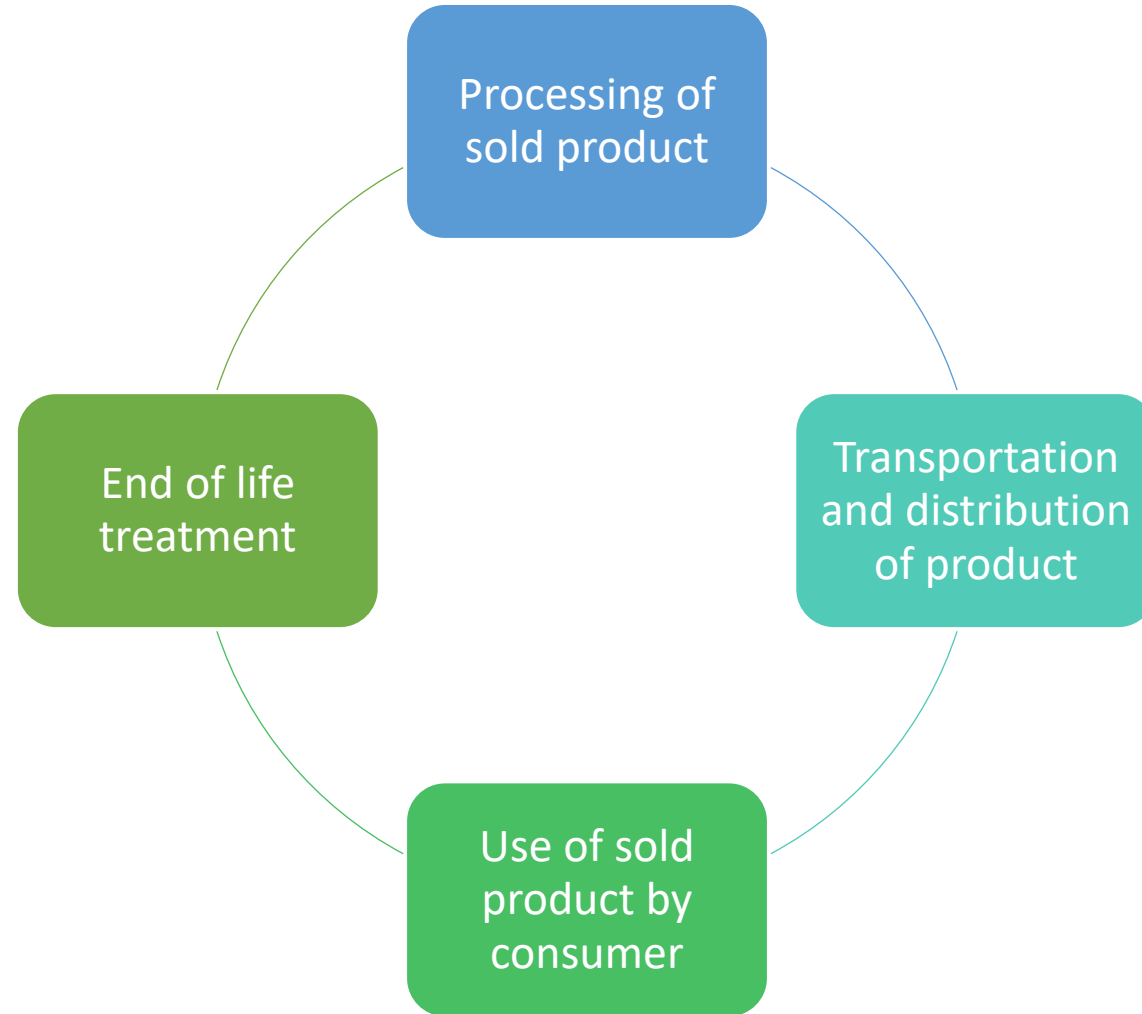 Processing of
sold product
Transportation
and distribution
of product
Use of sold
product by
consumer
End of life
treatment